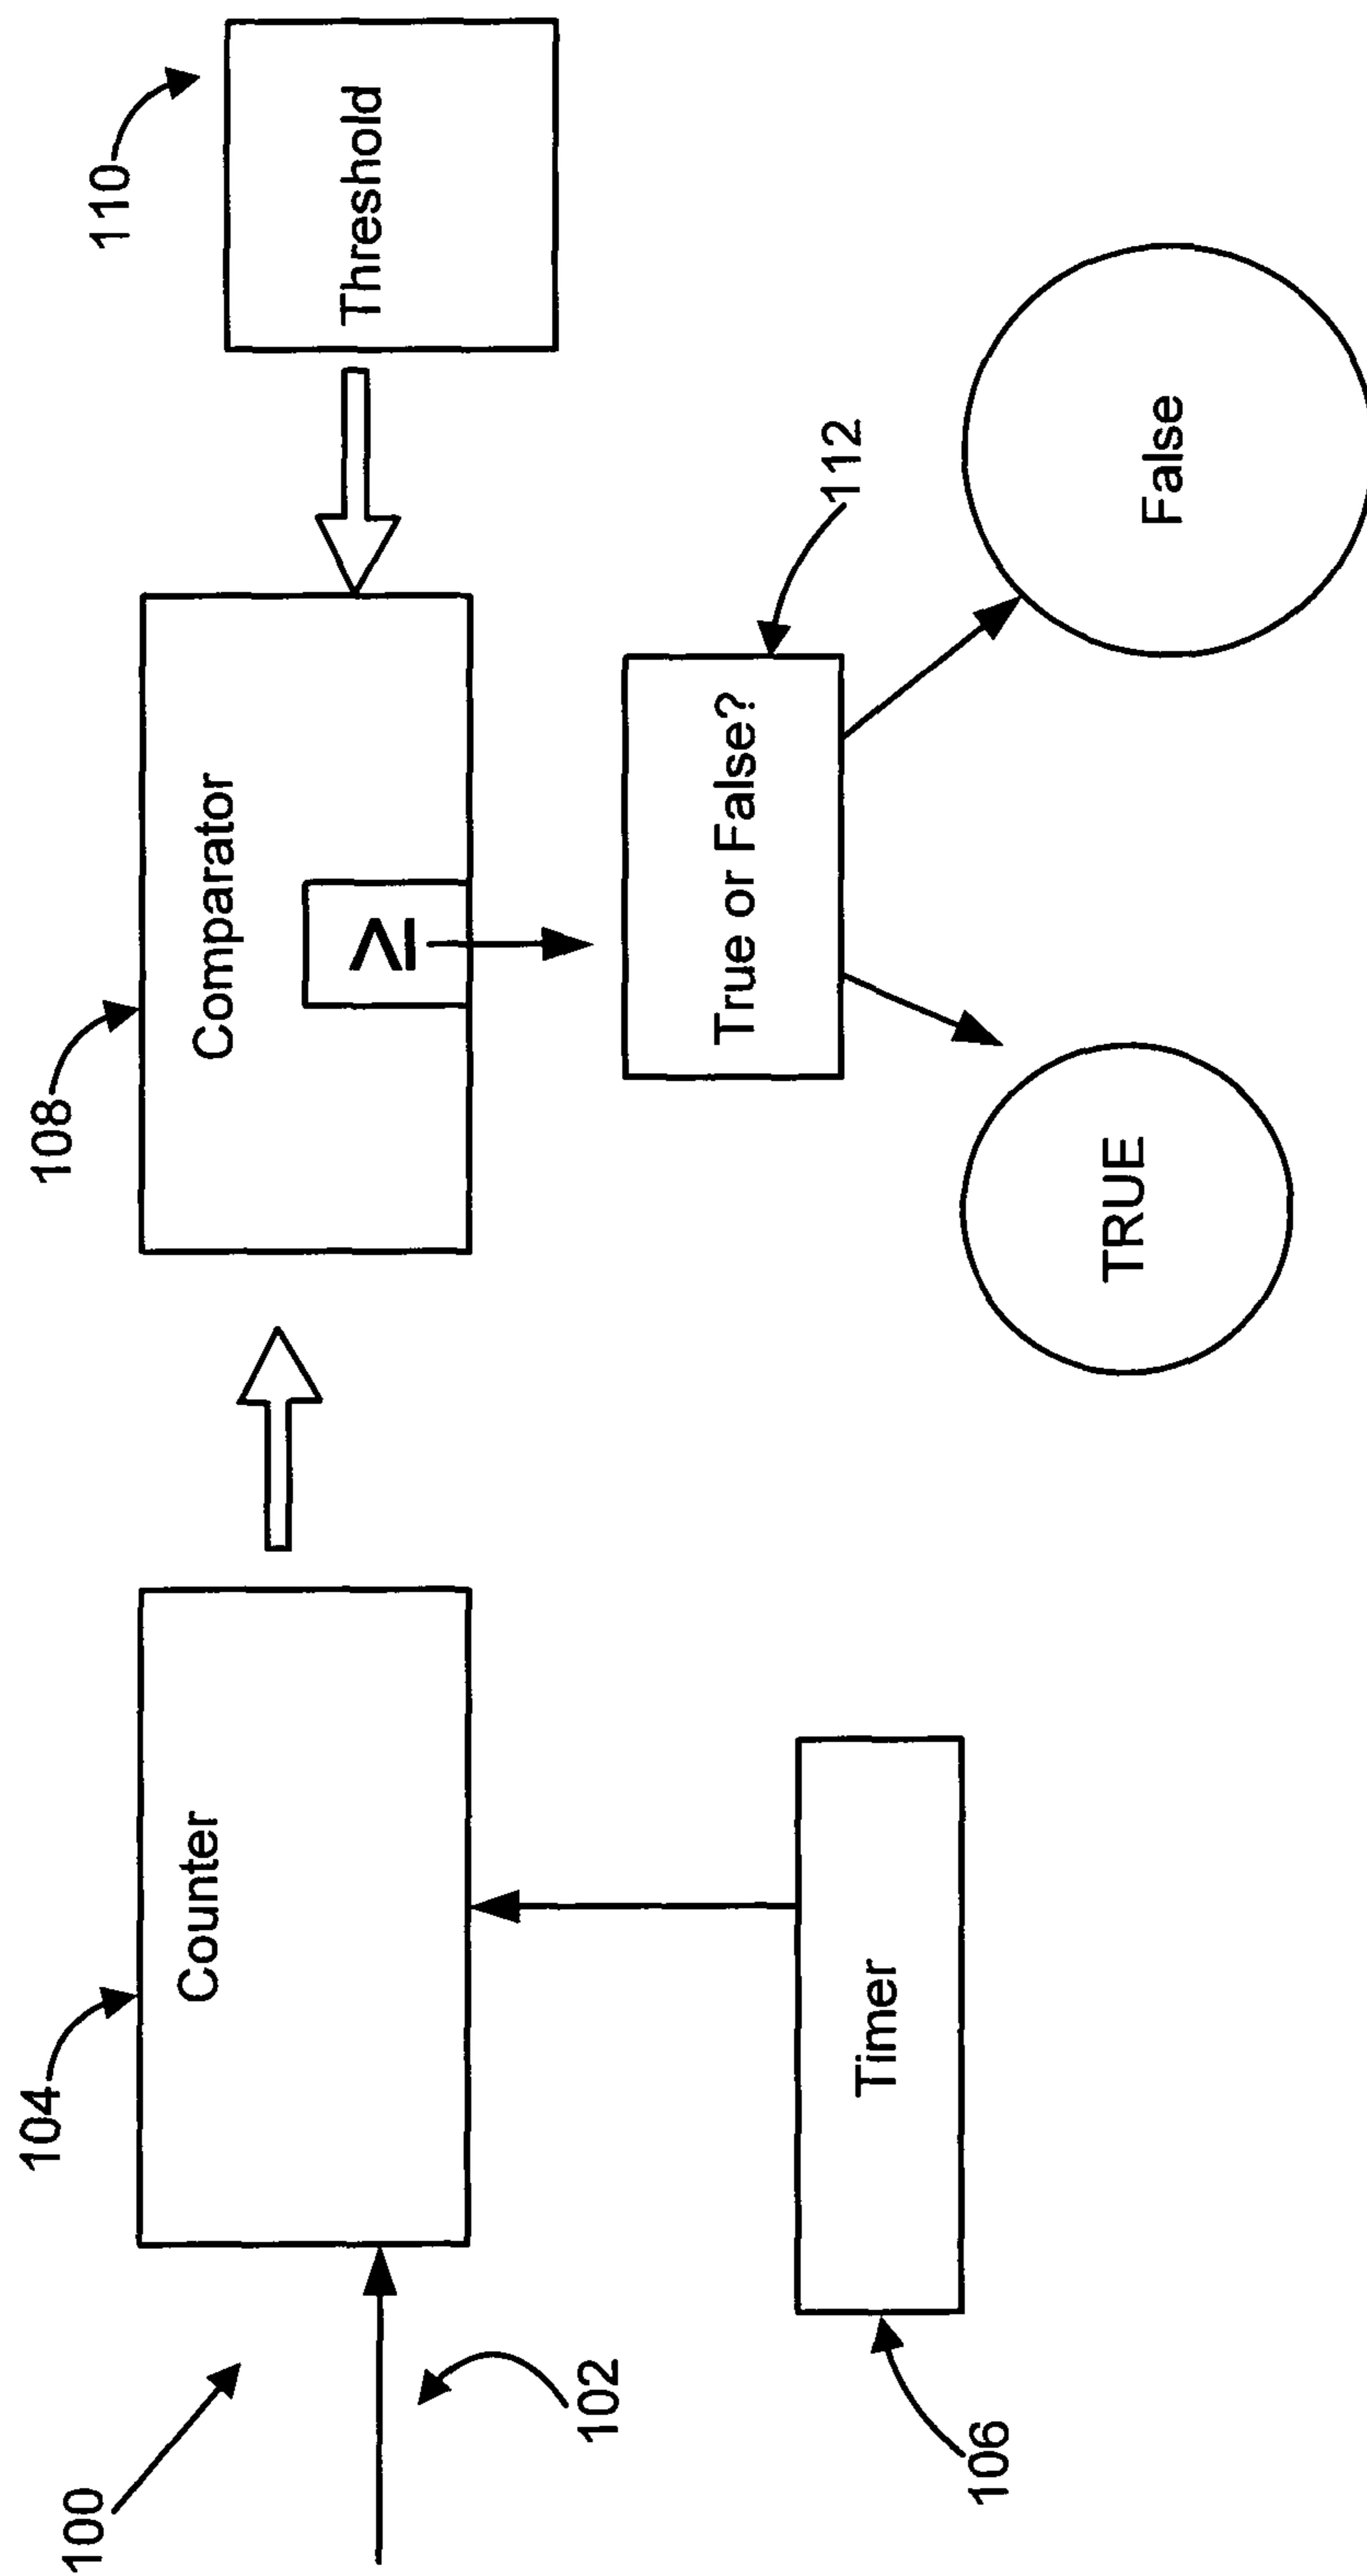 100
104
108
110
Counter
Comparator
Threshold
≥
102
True or False?
112
Timer
106
TRUE
False